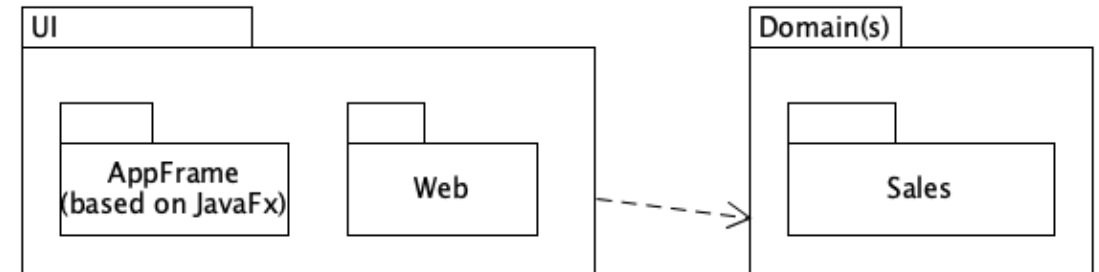 UI
Domain(s)
AppFrame
(based on JavaFx)
Web
Sales